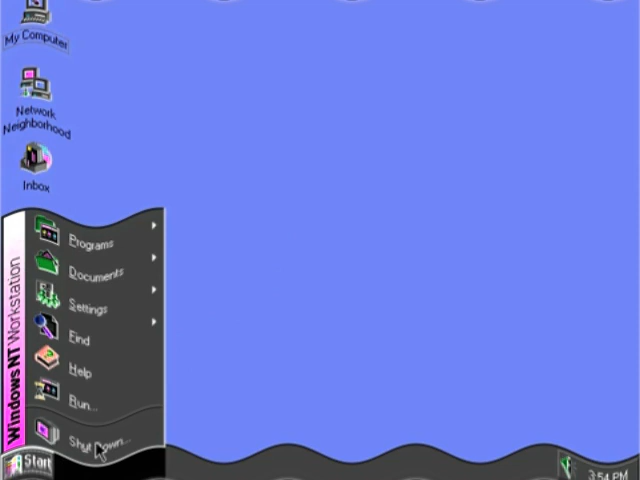 My Computer
Network
Neighborhood
Inbox
Windows NT Workstation
Programs
Documents
Settings
Find
Help
Run...
Shut Down...
Start
3:54 PM